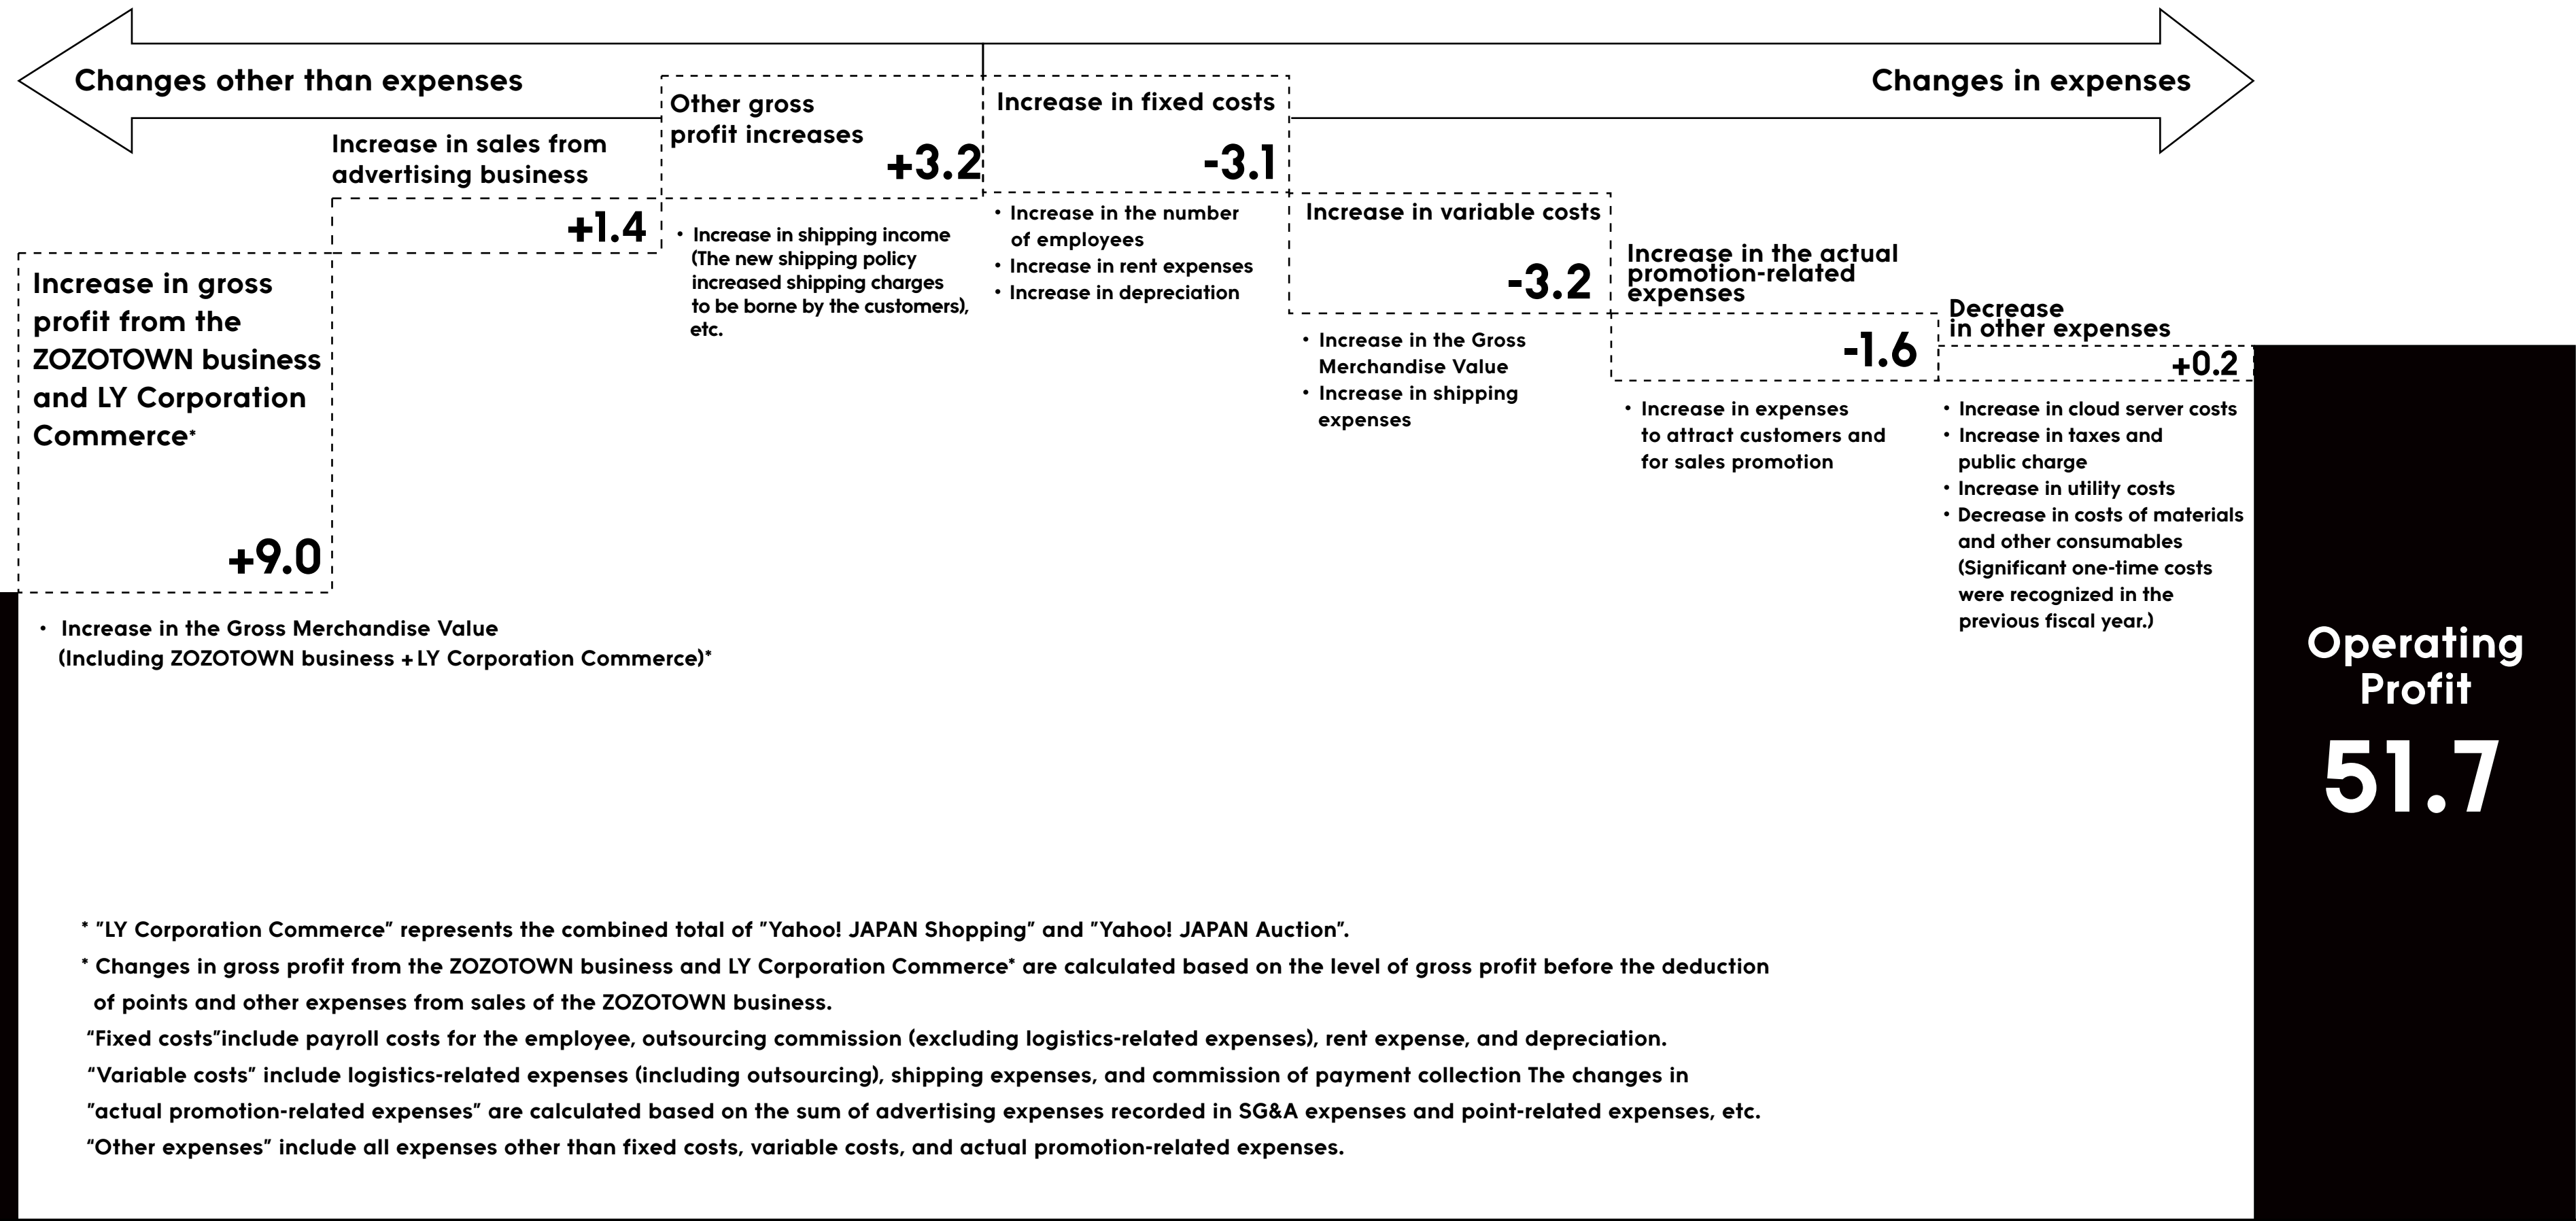 Changes other than expenses
Changes in expenses
Increase in gross
profit from the
ZOZOTOWN business
and LY Corporation
Commerce*
+9.0
• Increase in the Gross Merchandise Value
(Including ZOZOTOWN business +LY Corporation Commerce)*
Increase in sales from
advertising business
+1.4
Other gross
profit increases
+3.2
• Increase in shipping income
(The new shipping policy
increased shipping charges
to be borne by the customers),
etc.
Increase in fixed costs
-3.1
• Increase in the number
of employees
• Increase in rent expenses
• Increase in depreciation
Increase in variable costs
-3.2
• Increase in the Gross
Merchandise Value
• Increase in shipping
expenses
Increase in the actual
promotion-related
expenses
-1.6
• Increase in expenses
to attract customers and
for sales promotion
Decrease
in other expenses
+0.2
• Increase in cloud server costs
• Increase in taxes and
public charge
• Increase in utility costs
• Decrease in costs of materials
and other consumables
(Significant one-time costs
were recognized in the
previous fiscal year.)
Operating
Profit
51.7
* "LY Corporation Commerce" represents the combined total of "Yahoo! JAPAN Shopping" and "Yahoo! JAPAN Auction".
* Changes in gross profit from the ZOZOTOWN business and LY Corporation Commerce* are calculated based on the level of gross profit before the deduction
of points and other expenses from sales of the ZOZOTOWN business.
“Fixed costs”include payroll costs for the employee, outsourcing commission (excluding logistics-related expenses), rent expense, and depreciation.
“Variable costs” include logistics-related expenses (including outsourcing), shipping expenses, and commission of payment collection The changes in
"actual promotion-related expenses” are calculated based on the sum of advertising expenses recorded in SG&A expenses and point-related expenses, etc.
“Other expenses” include all expenses other than fixed costs, variable costs, and actual promotion-related expenses.